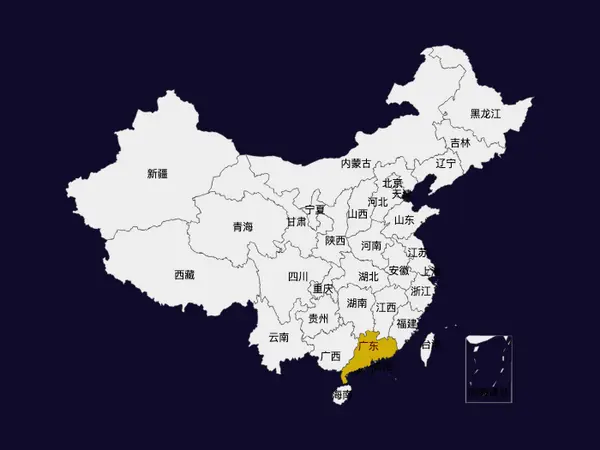 黑龙江
吉林
辽宁
内蒙古
新疆
北京
天津
河北
宁夏
山西
山东
甘肃
青海
陕西
河南
江苏
西藏
四川
湖北
安徽
上海
重庆
浙江
湖南
江西
贵州
福建
云南
台湾
广东
广西
海南